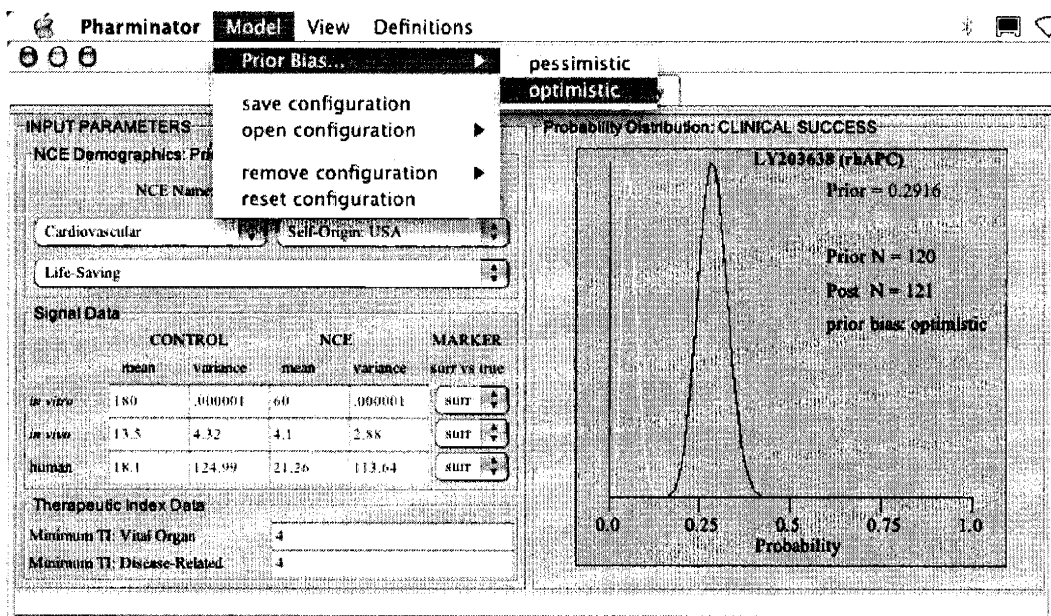 Pharminator Model View Definitions
Prior Bias...
pessimistic
optimistic
save configuration
open configuration
remove configuration
reset configuration
INPUT PARAMETERS
NCE Demographics:
NCE Name
Cardiovascular
Self-Origin: USA
Life-Saving
Signal Data
CONTROL NCE MARKER
mean variance mean variance surr vs true
in vitro 180 .000001 60 .000001 surr
in vivo 13.5 4.32 4.1 2.88 surr
human 18.1 124.99 21.26 113.64 surr
Therapeutic Index Data
Minimum TI: Vital Organ 4
Minimum TI: Disease-Related 4
Probability Distribution: CLINICAL SUCCESS
LY203638 (rhAPC)
Prior = 0.2916
Prior N = 120
Post N = 121
prior bias: optimistic
0.0 0.25 0.5 0.75 1.0
Probability